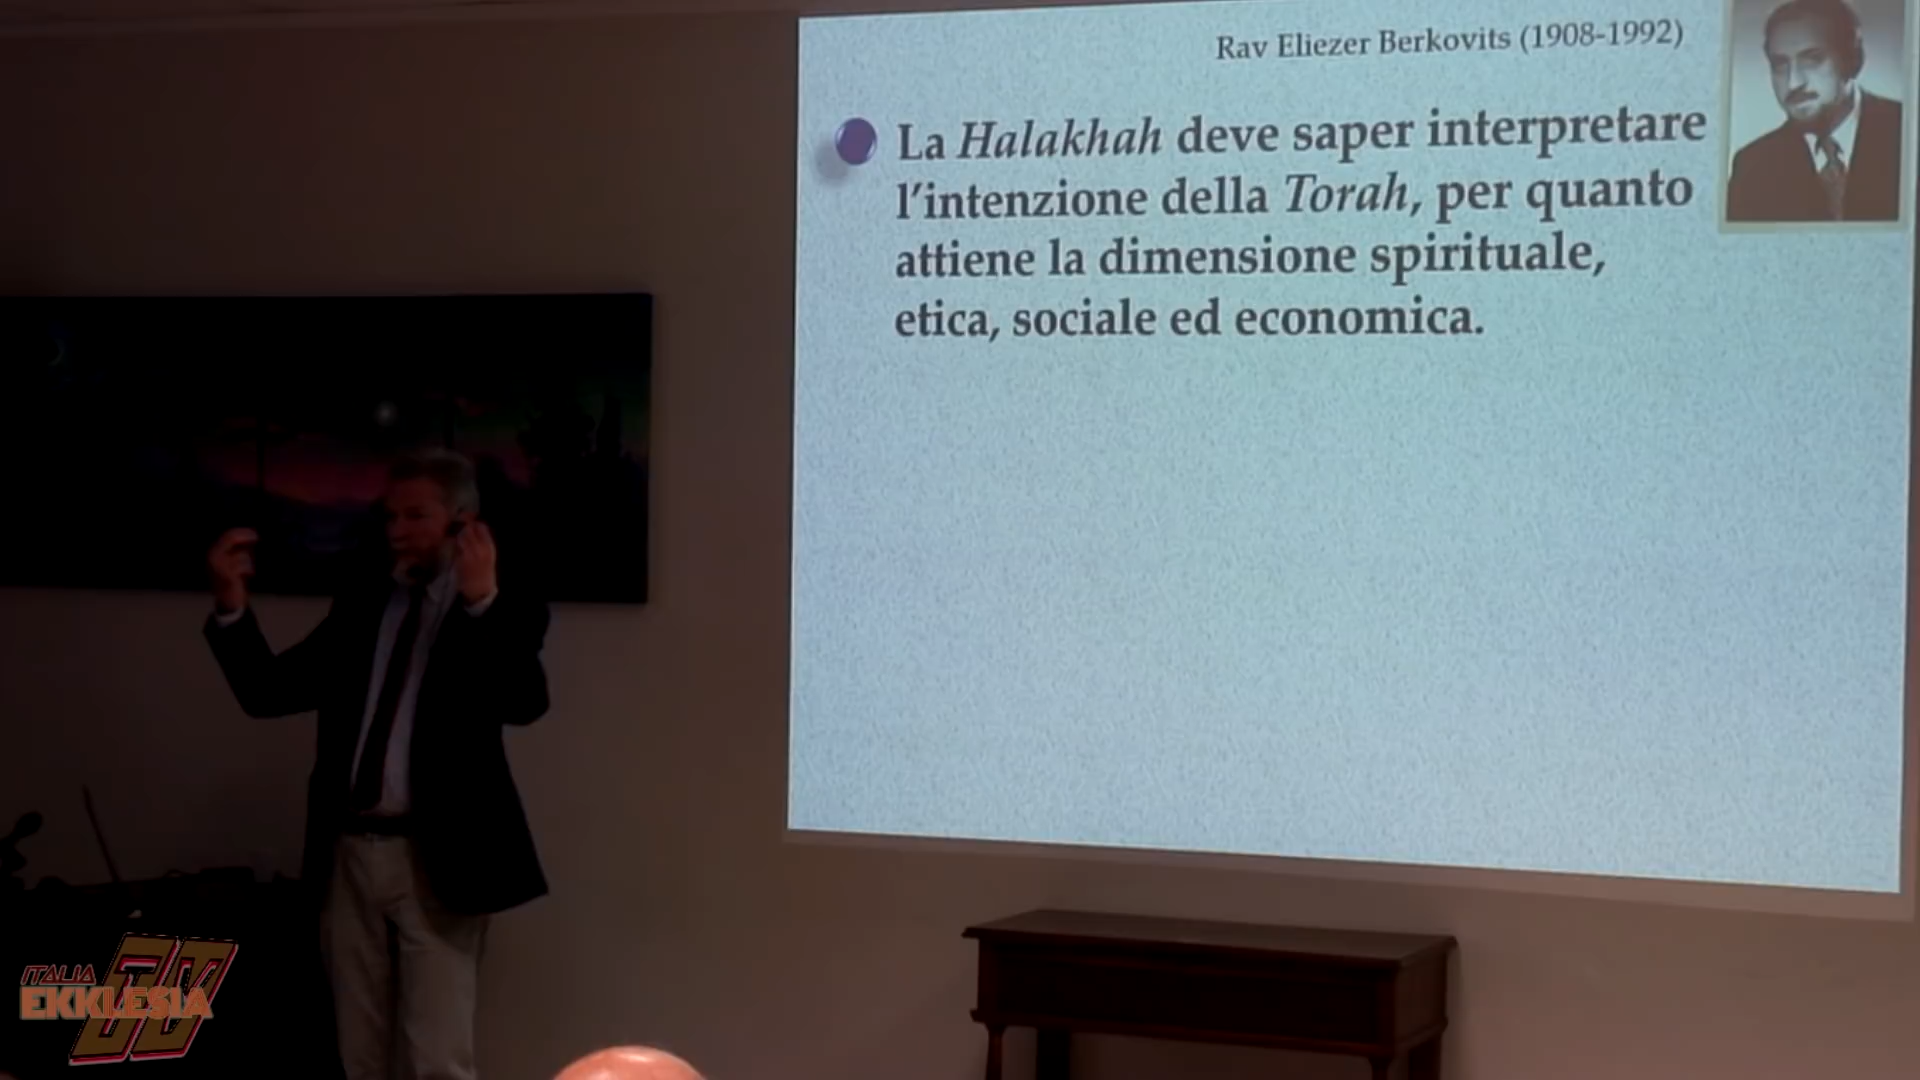 Rav Eliezer Berkovits (1908-1992)
La Halakhah deve saper interpretare
l'intenzione della Torah, per quanto
attiene la dimensione spirituale,
etica, sociale ed economica.
ITALIA
EKKLESIA
TV